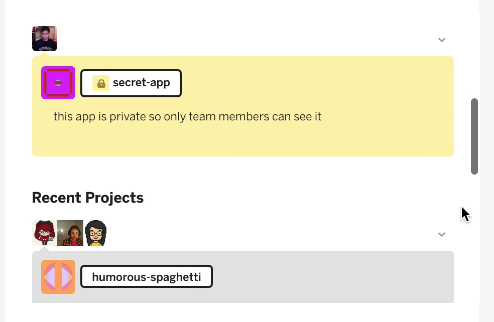 secret-app
this app is private so only team members can see it
Recent Projects
humorous-spaghetti